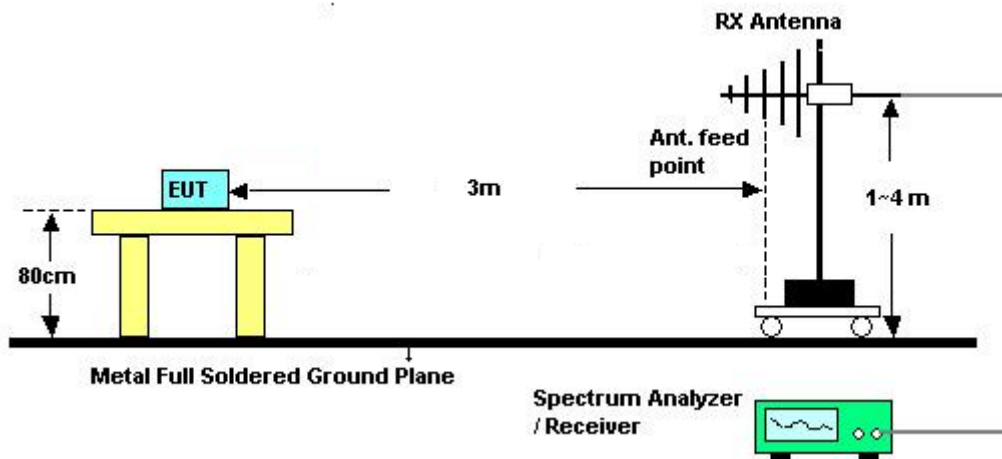 RX Antenna
Ant. feed
point
EUT
3m
1~4 m
80cm
Metal Full Soldered Ground Plane
Spectrum Analyzer
/ Receiver